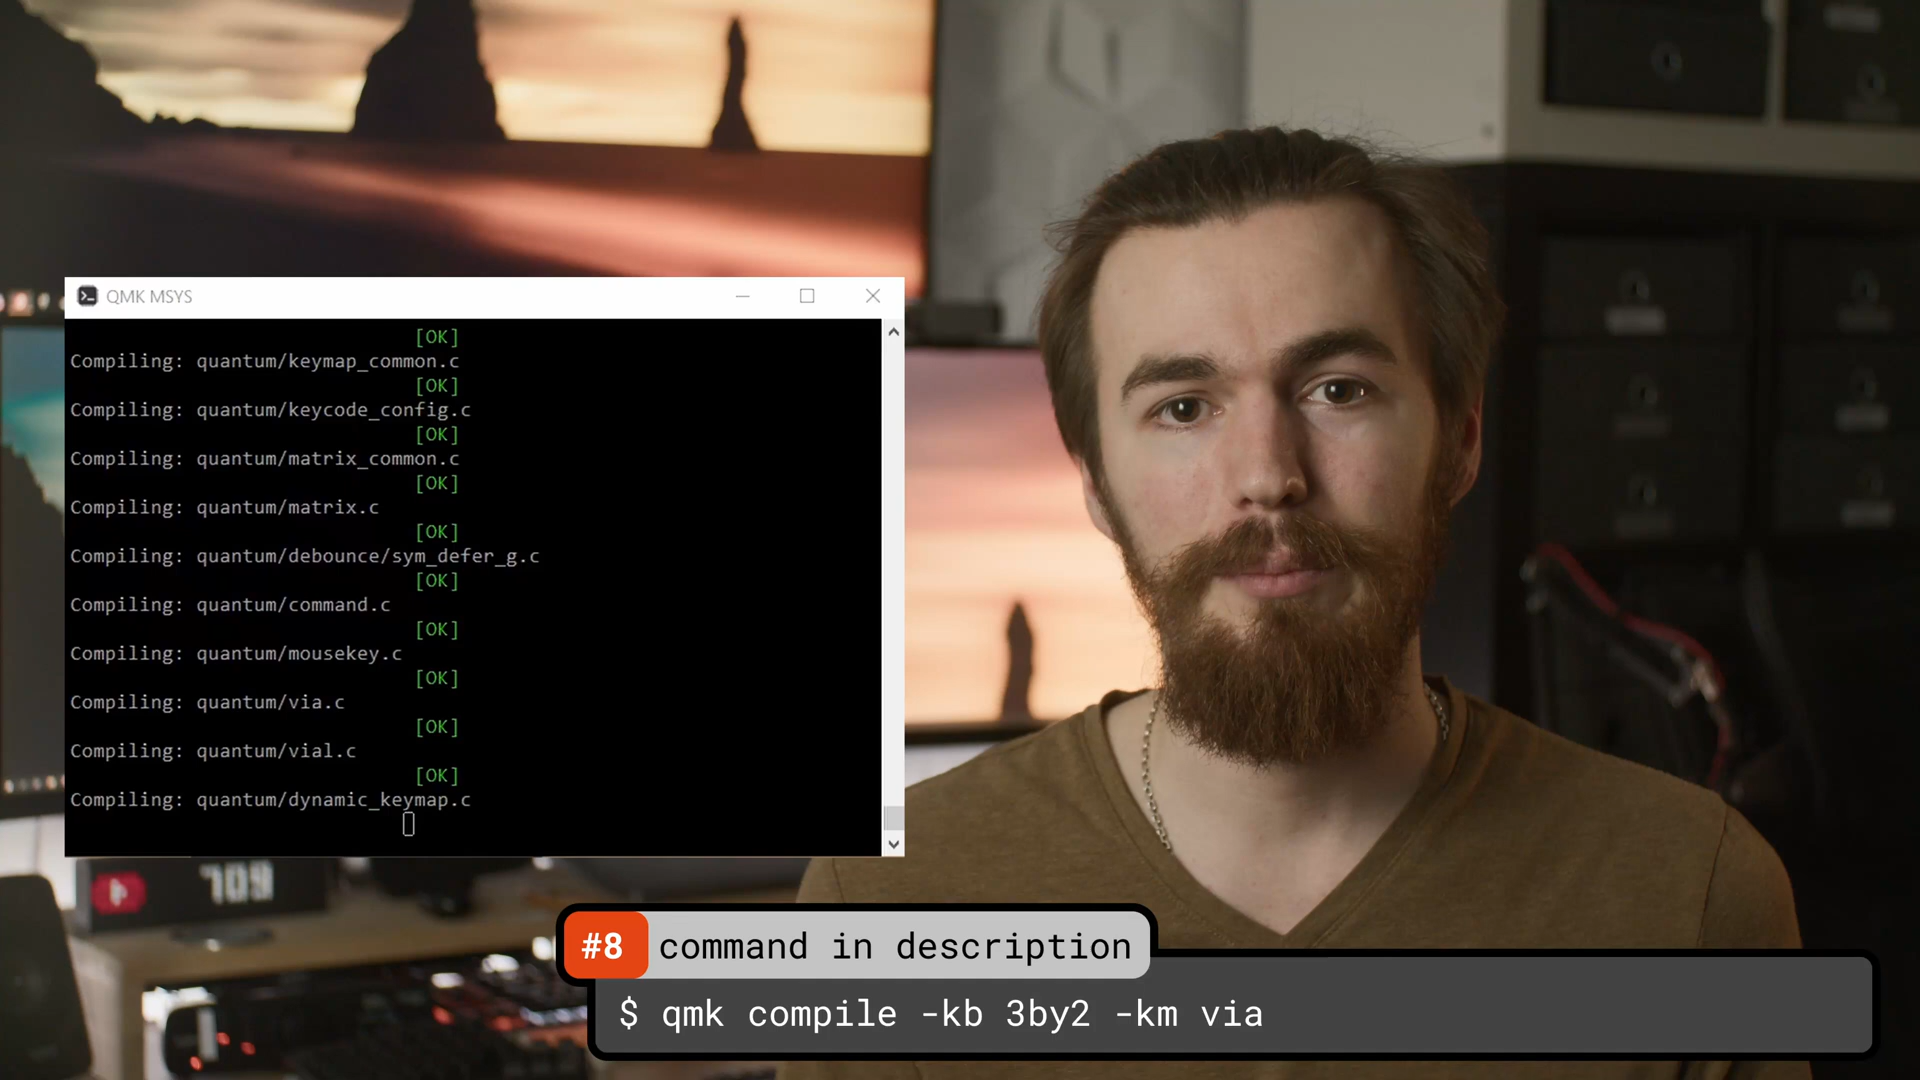 QMK MSYS
[OK]
Compiling: quantum/keymap_common.c
[OK]
Compiling: quantum/keycode_config.c
[OK]
Compiling: quantum/matrix_common.c
[OK]
Compiling: quantum/matrix.c
[OK]
Compiling: quantum/debounce/sym_defer_g.c
[OK]
Compiling: quantum/command.c
[OK]
Compiling: quantum/mousekey.c
[OK]
Compiling: quantum/via.c
[OK]
Compiling: quantum/vial.c
[OK]
Compiling: quantum/dynamic_keymap.c
709
#8 command in description
$ qmk compile -kb 3by2 -km via